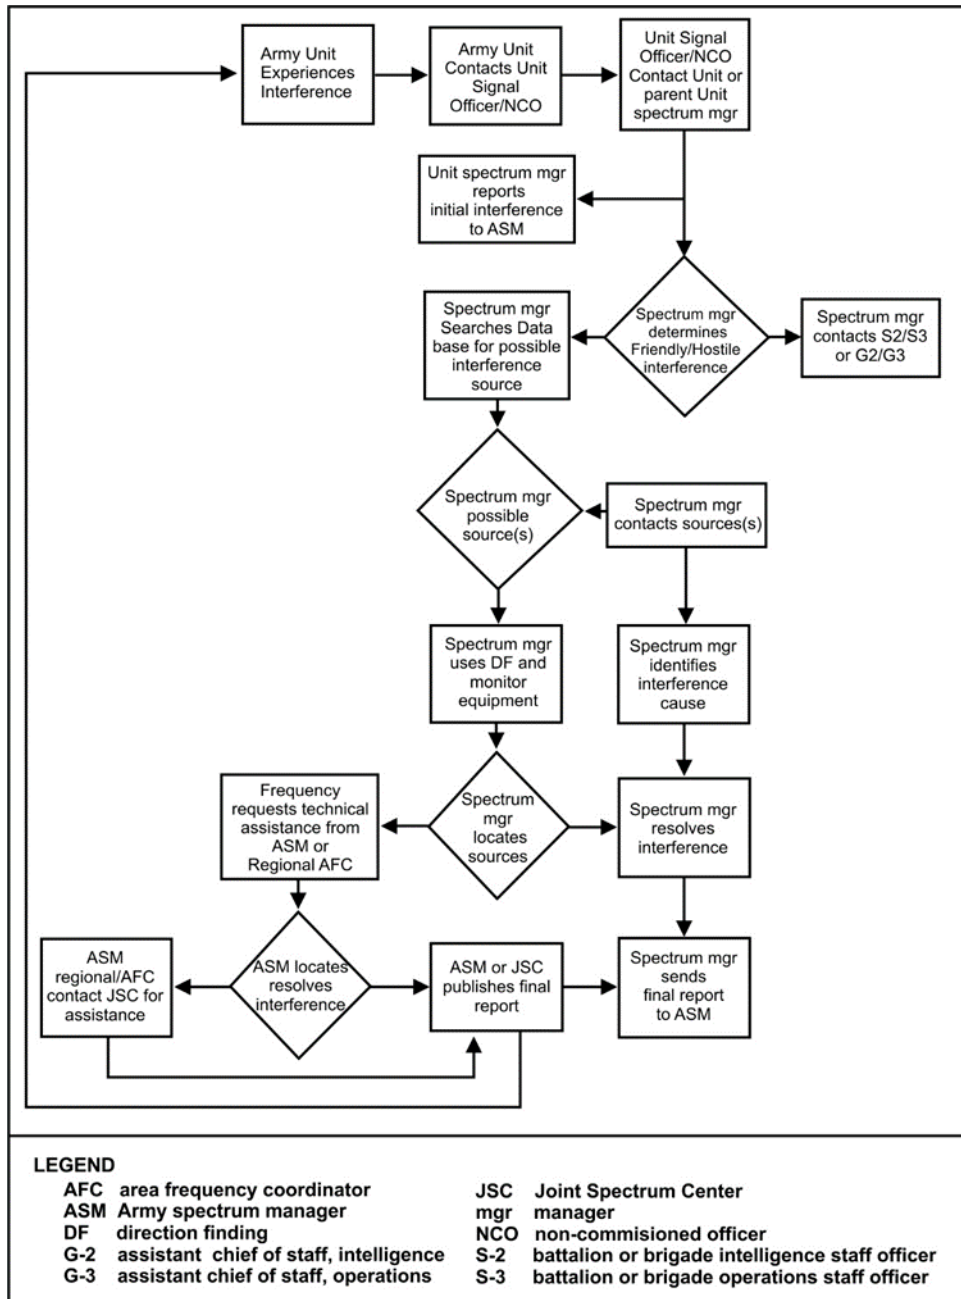 Army Unit
Experiences
Interference
Army Unit
Contacts Unit
Signal
Officer/NCO
Unit Signal
Officer/NCO
Contact Unit or
parent Unit
spectrum mgr
Unit spectrum mgr
reports
initial interference
to ASM
Spectrum mgr
Searches Data
base for possible
interference
source
Spectrum mgr
determines
Friendly/Hostile
interference
Spectrum mgr
contacts S2/S3
or G2/G3
Spectrum mgr
possible
source(s)
Spectrum mgr
contacts sources(s)
Spectrum mgr
uses DF and
monitor
equipment
Spectrum mgr
identifies
interference
cause
Frequency
requests technical
assistance from
ASM or
Regional AFC
Spectrum
mgr
locates
sources
Spectrum mgr
resolves
interference
ASM
regional/AFC
contact JSC for
assistance
ASM locates
resolves
interference
ASM or JSC
publishes final
report
Spectrum mgr
sends
final report
to ASM
LEGEND
AFC area frequency coordinator
ASM Army spectrum manager
DF direction finding
G-2 assistant chief of staff, intelligence
G-3 assistant chief of staff, operations
JSC Joint Spectrum Center
mgr manager
NCO non-commisioned officer
S-2 battalion or brigade intelligence staff officer
S-3 battalion or brigade operations staff officer